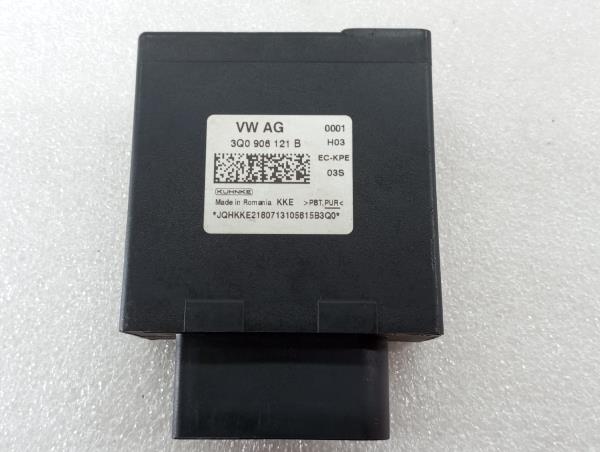 VW AG 0001
3Q0 906 121 B H03
EC-KPE
03S
KUHNKE
Made in Romania KKE >PBT,PUR<
*JQHKKE2180713105815B3Q0*